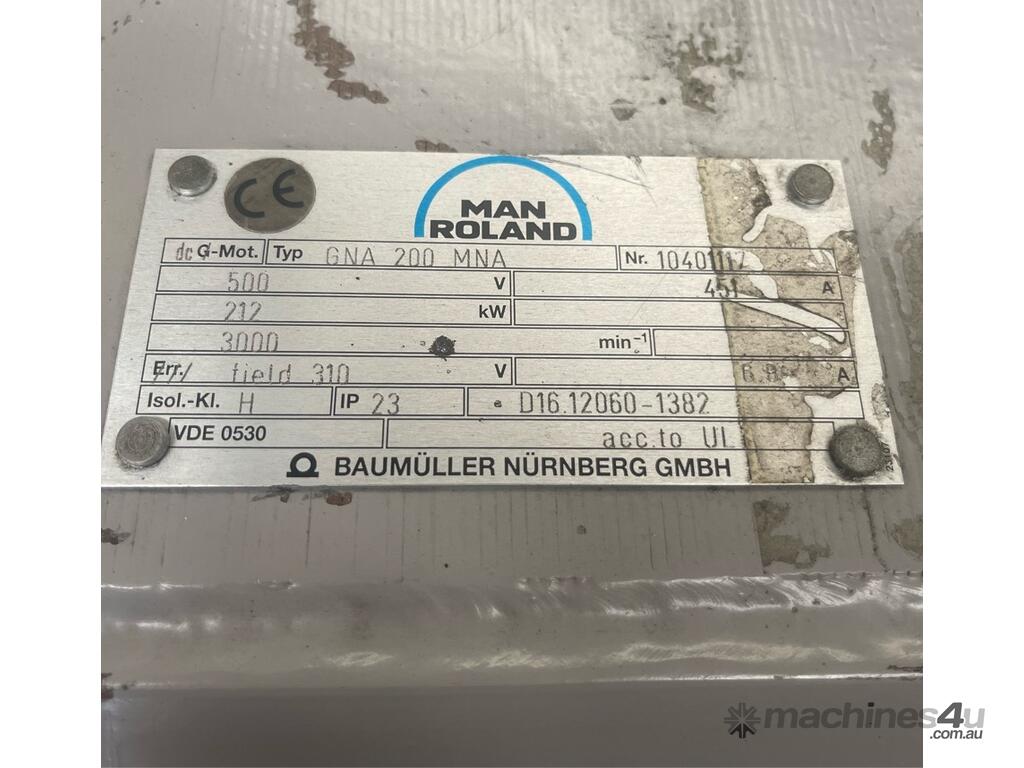 CE
MAN
ROLAND
dc G-Mot. Typ GNA 200 MNA Nr. 10401117
500 V 451 A
212 kW
3000 min⁻¹
Err. field 310 V A
Isol.-Kl. H IP 23 D16.12060-1382
VDE 0530 acc.to UL
BAUMÜLLER NÜRNBERG GMBH
machines4u
.com.au